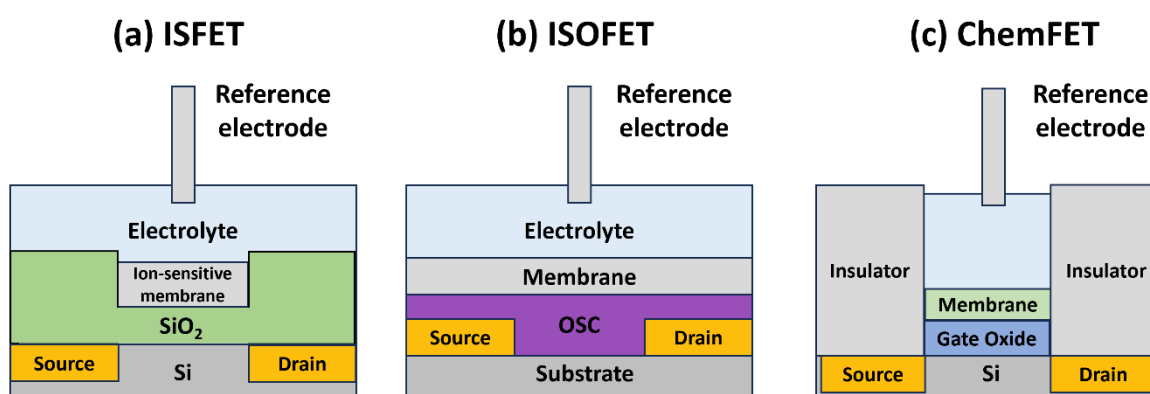 (a) ISFET
(b) ISOFET
(c) ChemFET
Reference
electrode
Reference
electrode
Reference
electrode
Electrolyte
Ion-sensitive
membrane
SiO₂
Source
Si
Drain
Electrolyte
Membrane
OSC
Source
Drain
Substrate
Insulator
Insulator
Membrane
Gate Oxide
Source
Si
Drain